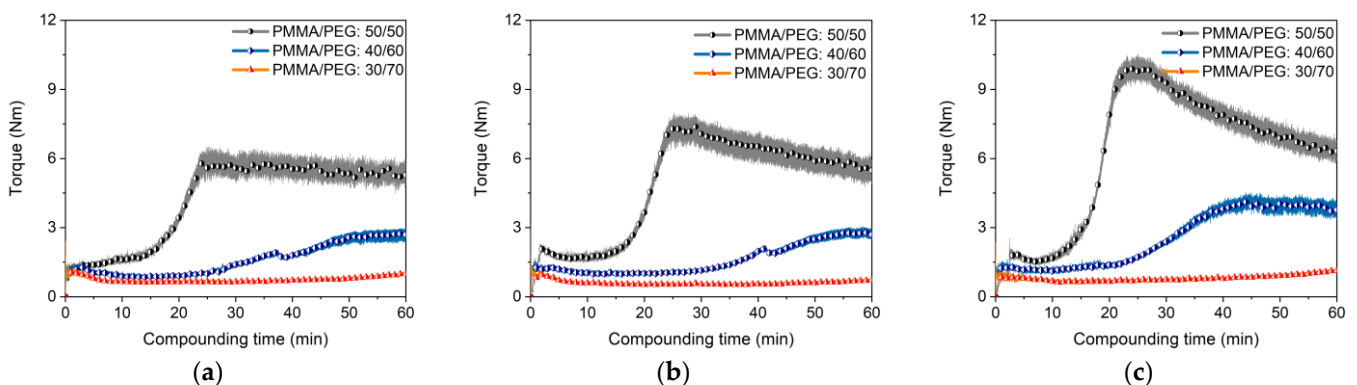 12
9
6
3
0
Torque (Nm)
PMMA/PEG: 50/50
PMMA/PEG: 40/60
PMMA/PEG: 30/70
0 10 20 30 40 50 60
Compounding time (min)
(a)
12
9
6
3
0
Torque (Nm)
PMMA/PEG: 50/50
PMMA/PEG: 40/60
PMMA/PEG: 30/70
0 10 20 30 40 50 60
Compounding time (min)
(b)
12
9
6
3
0
Torque (Nm)
PMMA/PEG: 50/50
PMMA/PEG: 40/60
PMMA/PEG: 30/70
0 10 20 30 40 50 60
Compounding time (min)
(c)